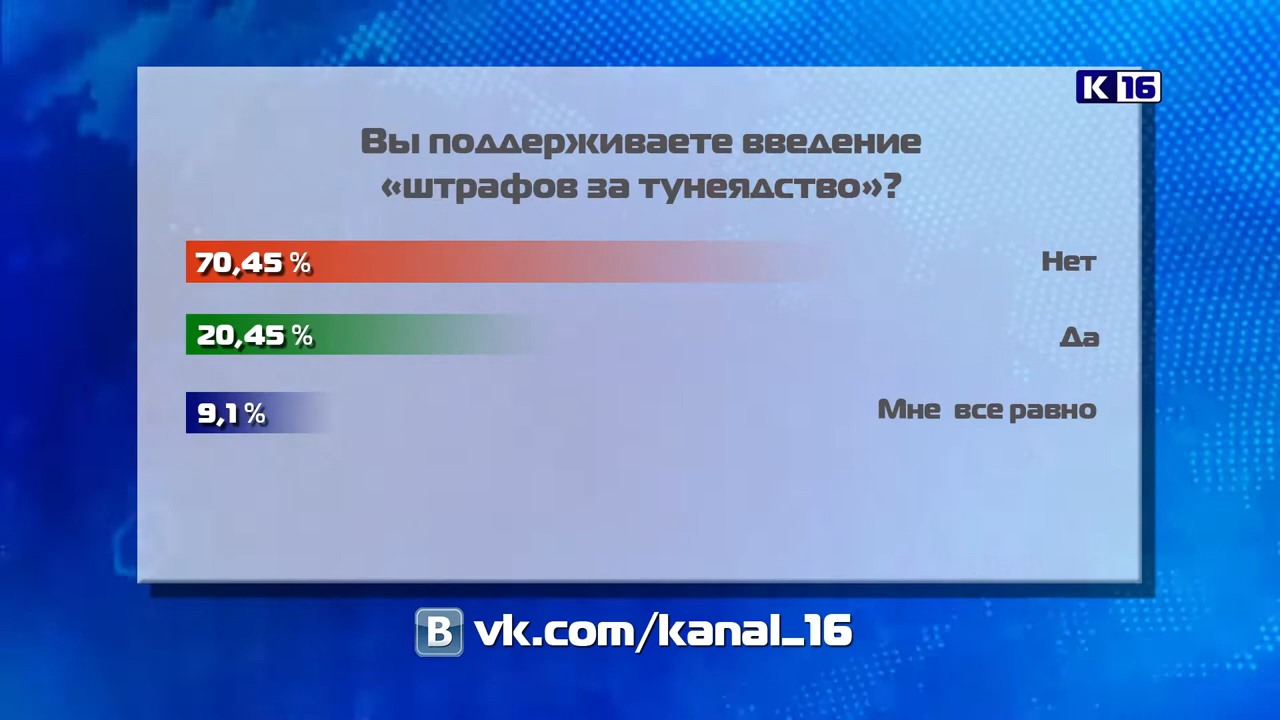 К 16
Вы поддерживаете введение
«штрафов за тунеядство»?
70,45 % Нет
20,45 % Да
9,1 % Мне все равно
В vk.com/kanal_16